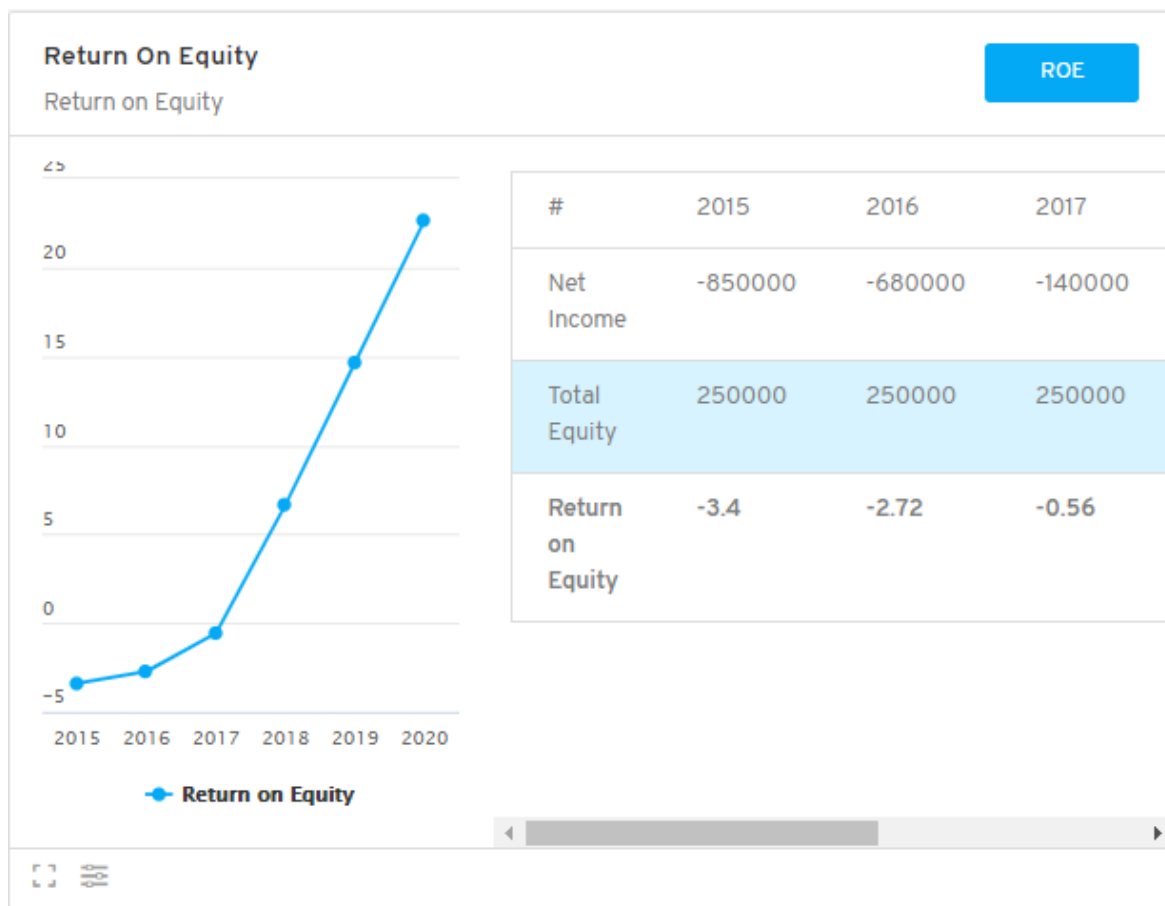 Return On Equity
ROE
Return on Equity
25
20
15
10
5
0
-5
2015 2016 2017 2018 2019 2020
Return on Equity
# 2015 2016 2017
Net Income -850000 -680000 -140000
Total Equity 250000 250000 250000
Return on Equity -3.4 -2.72 -0.56